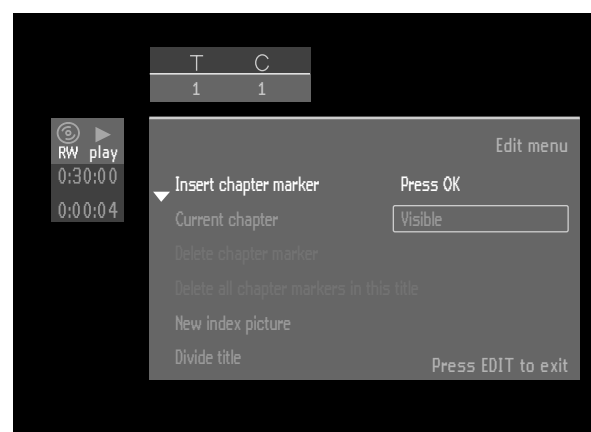 T C
1 1
RW play
0:30:00
0:00:04
Edit menu
Insert chapter marker Press OK
Current chapter Visible
Delete chapter marker
Delete all chapter markers in this title
New index picture
Divide title
Press EDIT to exit